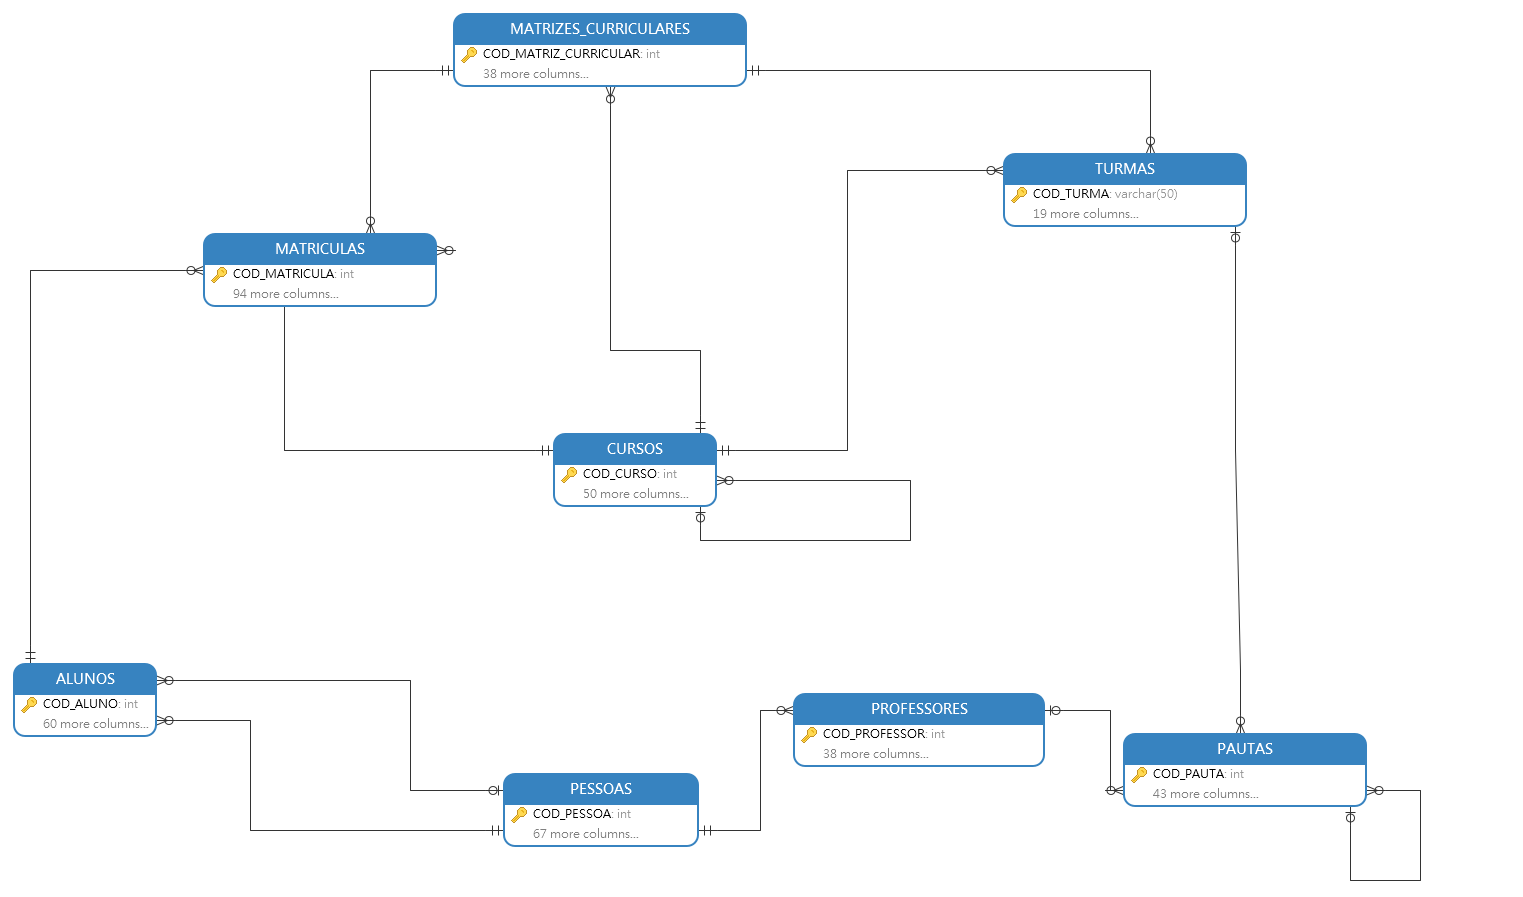 MATRIZES_CURRICULARES
COD_MATRIZ_CURRICULAR: int
38 more columns...
TURMAS
COD_TURMA: varchar(50)
19 more columns...
MATRICULAS
COD_MATRICULA: int
94 more columns...
CURSOS
COD_CURSO: int
50 more columns...
ALUNOS
COD_ALUNO: int
60 more columns...
PROFESSORES
COD_PROFESSOR: int
38 more columns...
PAUTAS
COD_PAUTA: int
43 more columns...
PESSOAS
COD_PESSOA: int
67 more columns...